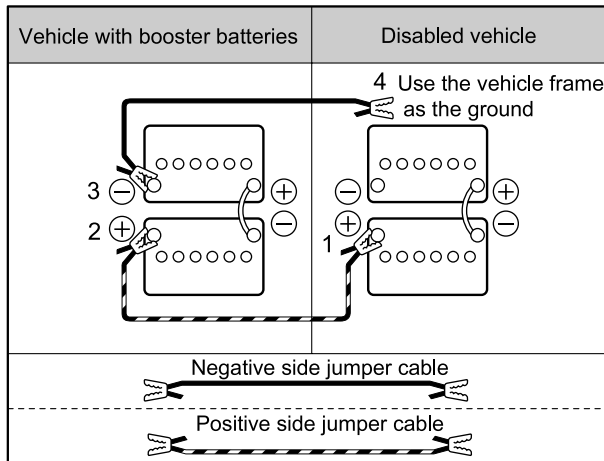 Vehicle with booster batteries
Disabled vehicle
4 Use the vehicle frame
as the ground
3 − + − +
2 + − 1 + −
Negative side jumper cable
Positive side jumper cable